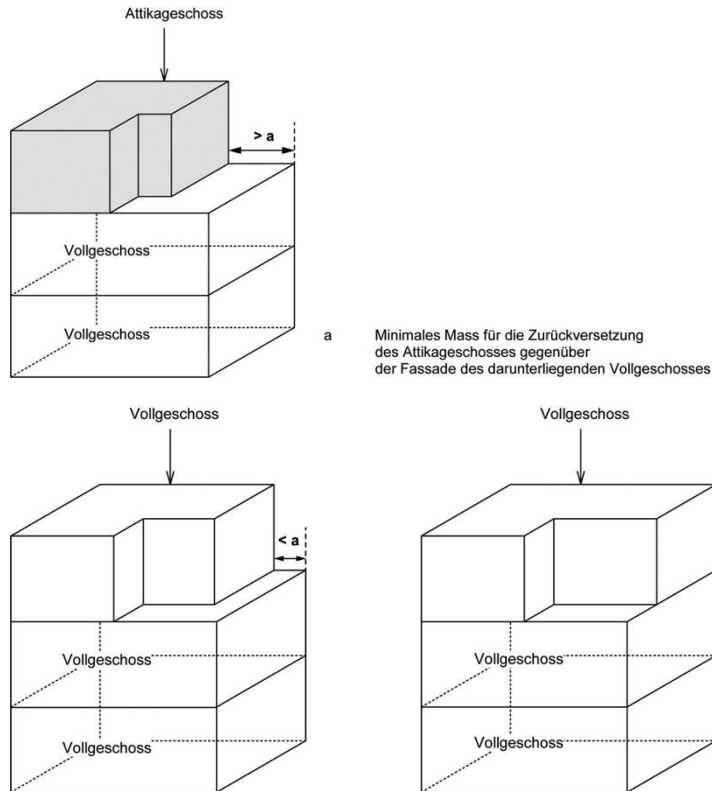 Attikageschoss
> a
Vollgeschoss
Vollgeschoss
a Minimales Mass für die Zurückversetzung
des Attikageschosses gegenüber
der Fassade des darunterliegenden Vollgeschosses
Vollgeschoss
< a
Vollgeschoss
Vollgeschoss
Vollgeschoss
Vollgeschoss
Vollgeschoss